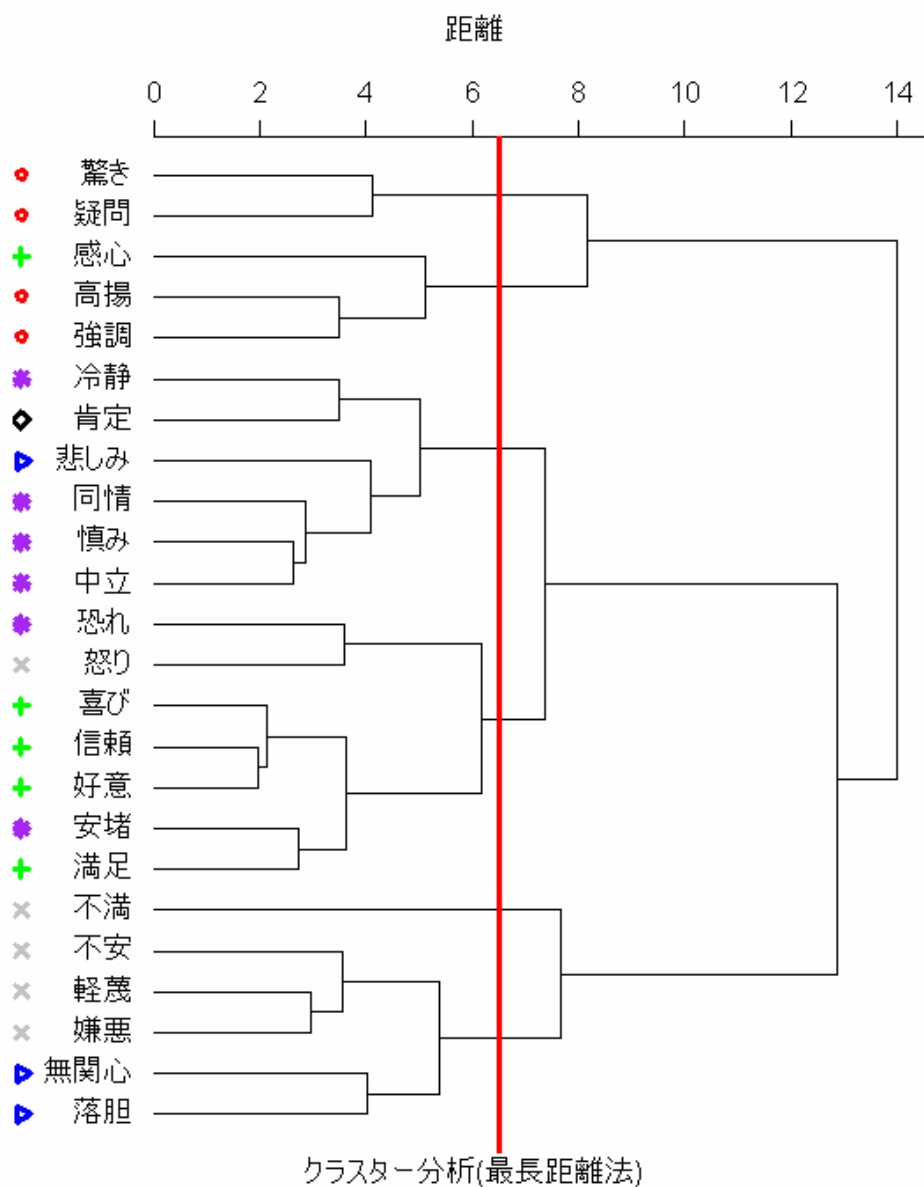 距離
0 2 4 6 8 10 12 14
驚き
疑問
感心
高揚
強調
冷静
肯定
悲しみ
同情
慎み
中立
恐れ
怒り
喜び
信頼
好意
安堵
満足
不満
不安
軽蔑
嫌悪
無関心
落胆
クラスター分析(最長距離法)